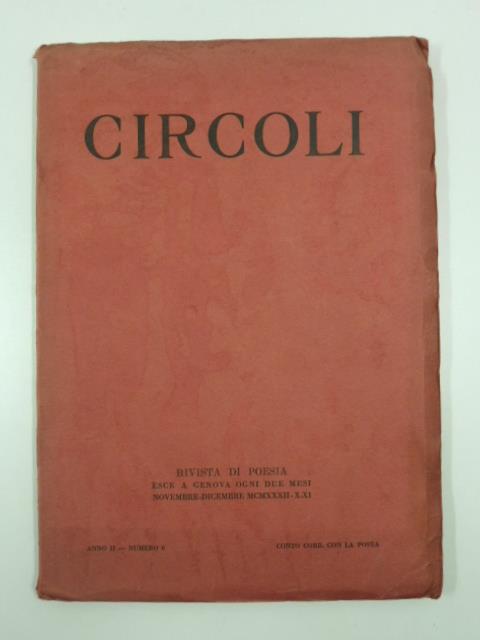 CIRCOLI
RIVISTA DI POESIA
ESCE A GENOVA OGNI DUE MESI
NOVEMBRE-DICEMBRE MCMXXXII-X.XI
ANNO II — NUMERO 6 CONTO CORR. CON LA POSTA